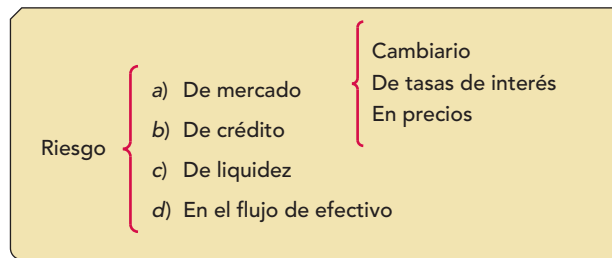 Riesgo
a) De mercado
Cambiario
De tasas de interés
En precios
b) De crédito
c) De liquidez
d) En el flujo de efectivo